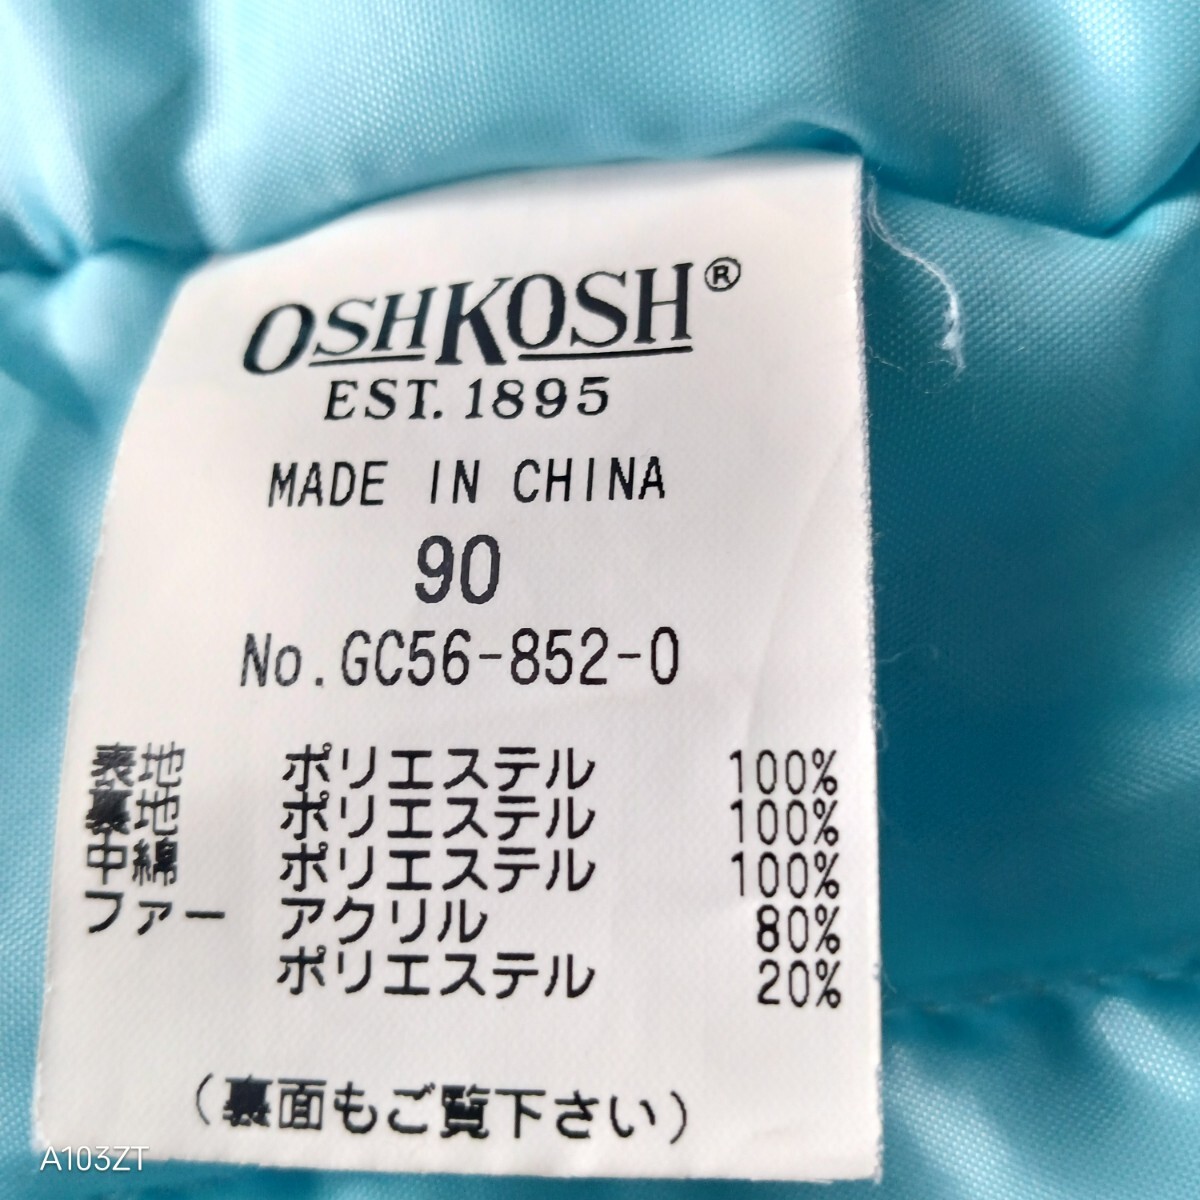 OSHKOSH®
EST. 1895
MADE IN CHINA
90
No.GC56-852-0
表地 ポリエステル 100%
裏地 ポリエステル 100%
中綿 ポリエステル 100%
ファー アクリル 80%
ポリエステル 20%
(裏面もご覧下さい)
A103ZT